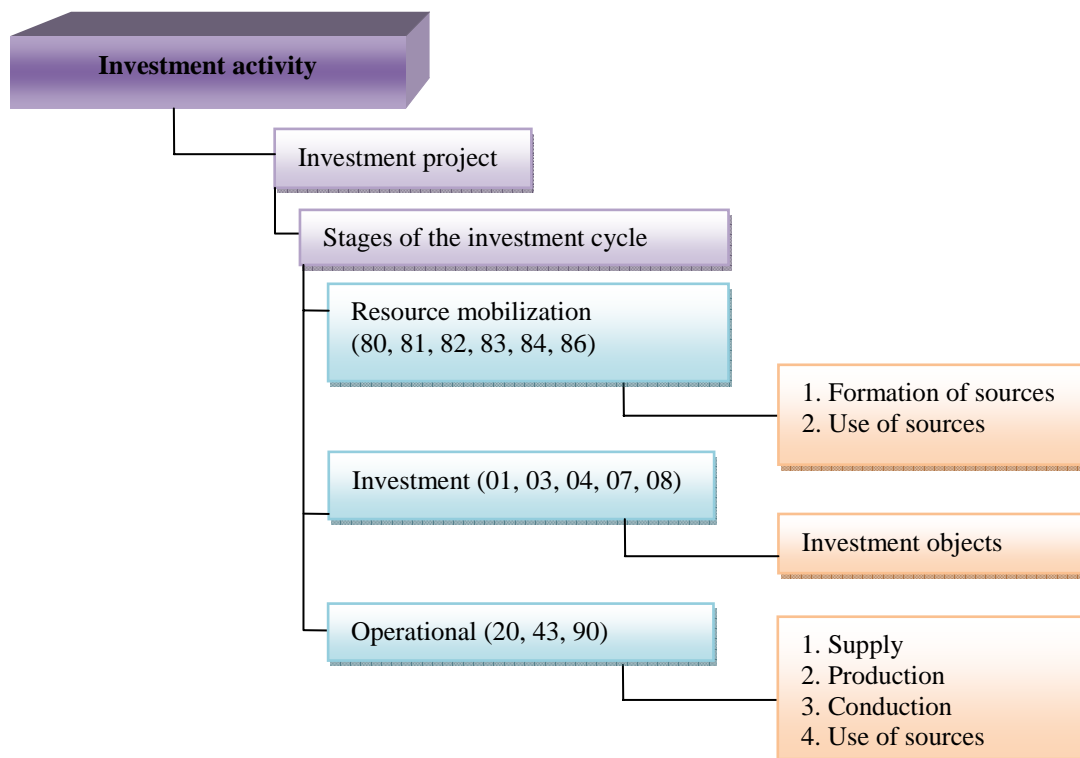 Investment activity
Investment project
Stages of the investment cycle
Resource mobilization
(80, 81, 82, 83, 84, 86)
1. Formation of sources
2. Use of sources
Investment (01, 03, 04, 07, 08)
Investment objects
Operational (20, 43, 90)
1. Supply
2. Production
3. Conduction
4. Use of sources